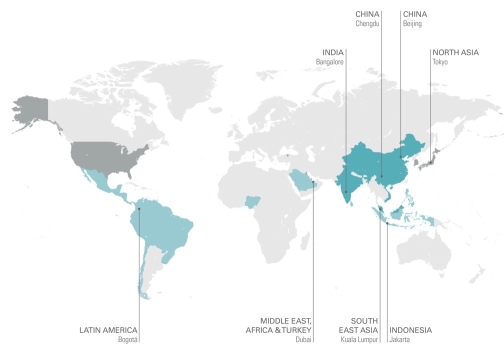 CHINA
Chengdu
CHINA
Beijing
INDIA
Bangalore
NORTH ASIA
Tokyo
LATIN AMERICA
Bogotá
MIDDLE EAST,
AFRICA & TURKEY
Dubai
SOUTH
EAST ASIA
Kuala Lumpur
INDONESIA
Jakarta